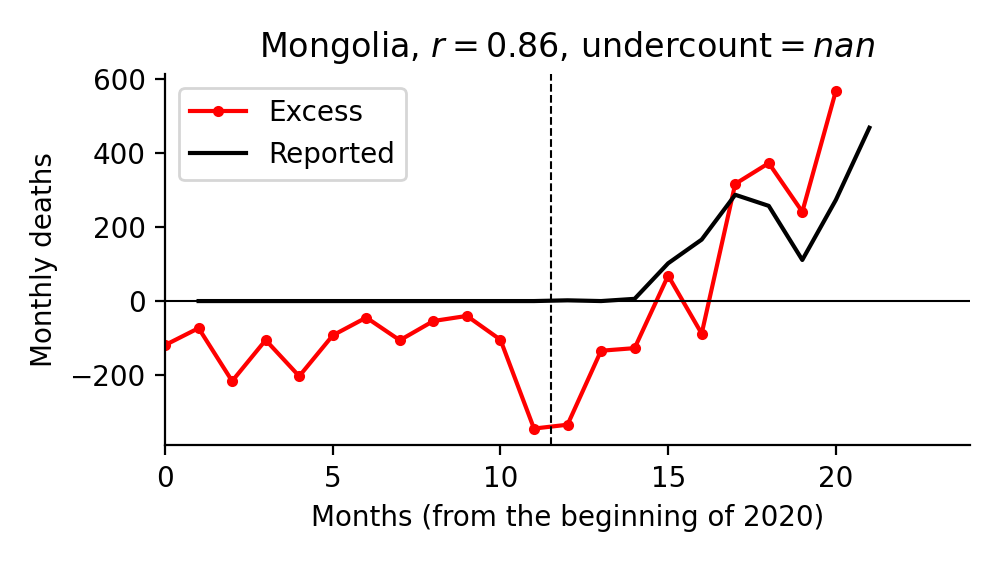 Mongolia, r = 0.86, undercount = nan
600
400
200
0
−200
Monthly deaths
Excess
Reported
0 5 10 15 20
Months (from the beginning of 2020)